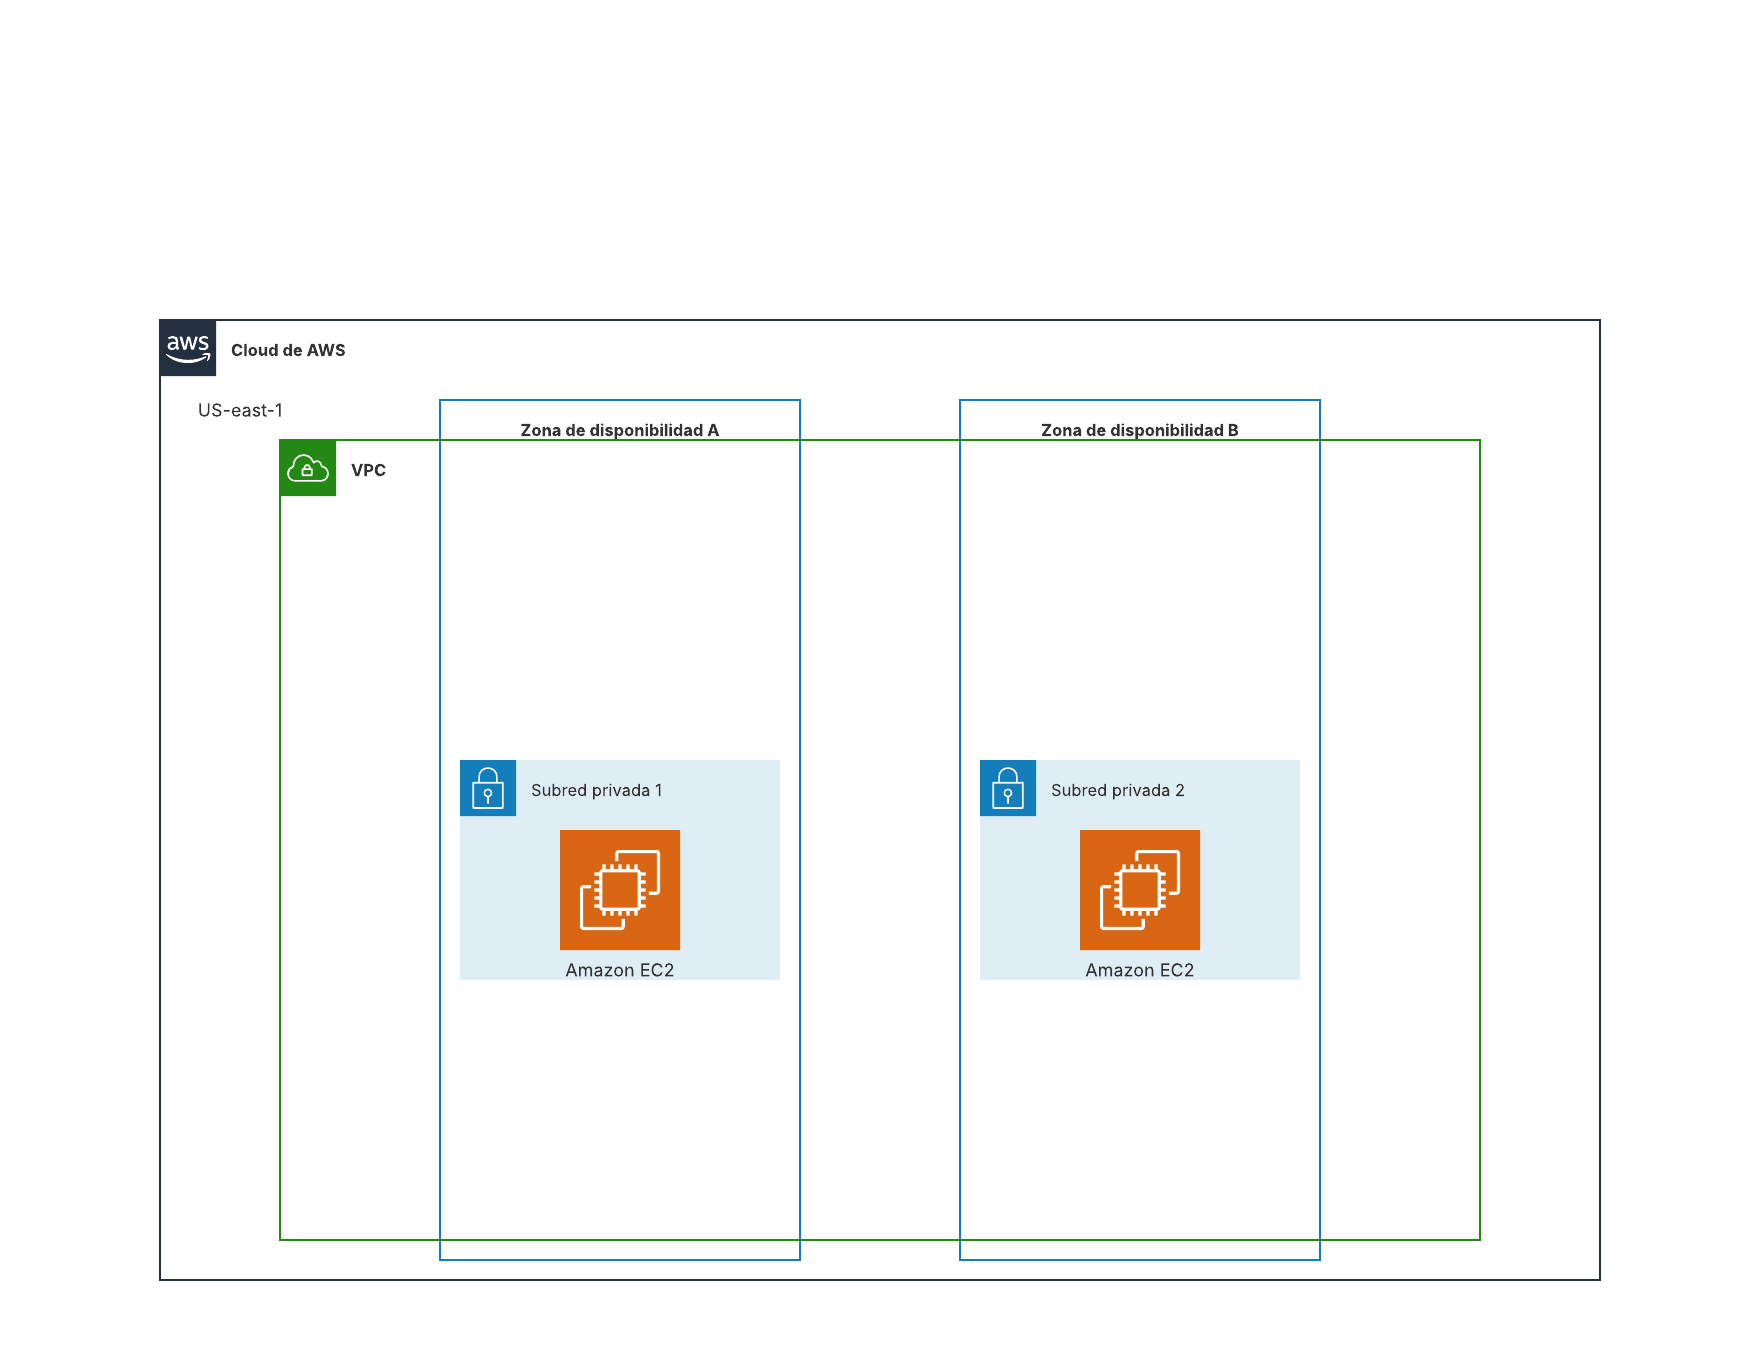 aws
Cloud de AWS
US-east-1
Zona de disponibilidad A
Zona de disponibilidad B
VPC
Subred privada 1
Subred privada 2
Amazon EC2
Amazon EC2